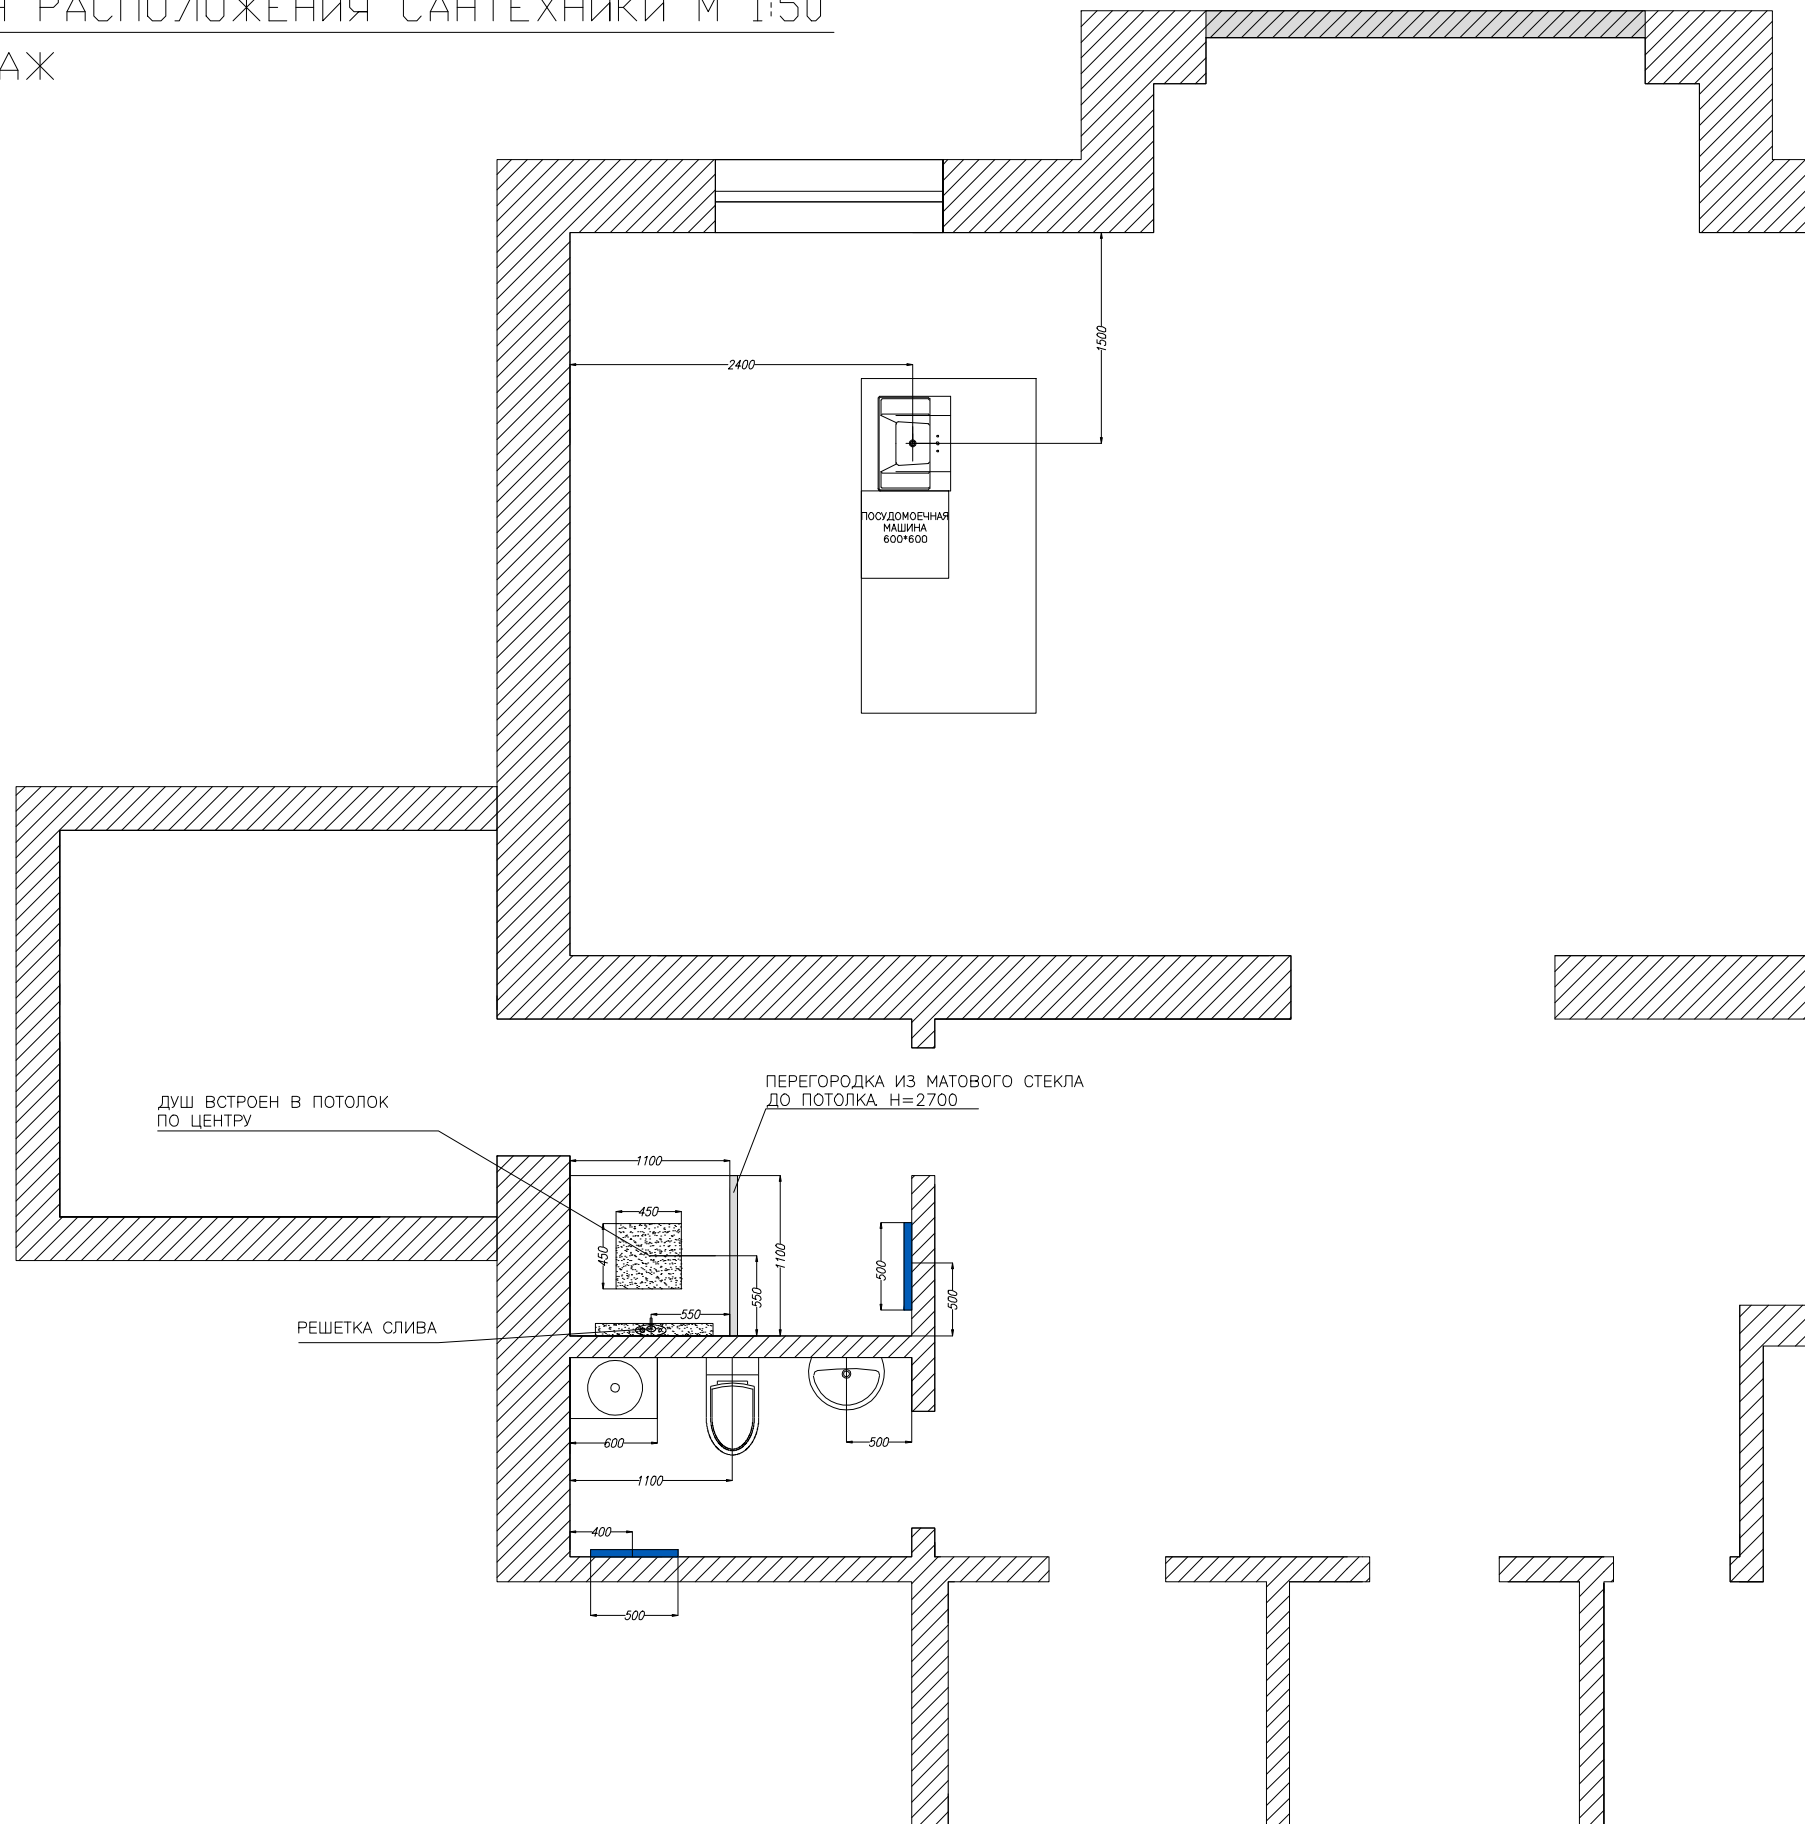 РАСПОЛОЖЕНИЯ САНТЕХНИКИ М 1:50
АЖ
1500
2400
ПОСУДОМОЕЧНАЯ
МАШИНА
600*600
ПЕРЕГОРОДКА ИЗ МАТОВОГО СТЕКЛА
ДО ПОТОЛКА. Н=2700
ДУШ ВСТРОЕН В ПОТОЛОК
ПО ЦЕНТРУ
1100
450
450
1100
500
550
500
550
РЕШЕТКА СЛИВА
600
500
1100
400
500